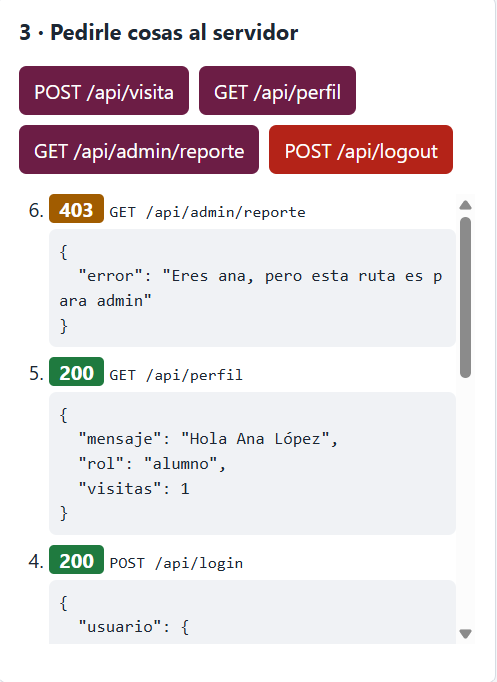 3 · Pedirle cosas al servidor
POST /api/visita
GET /api/perfil
GET /api/admin/reporte
POST /api/logout
6. 403 GET /api/admin/reporte
{
  "error": "Eres ana, pero esta ruta es p
ara admin"
}
5. 200 GET /api/perfil
{
  "mensaje": "Hola Ana López",
  "rol": "alumno",
  "visitas": 1
}
4. 200 POST /api/login
{
  "usuario": {